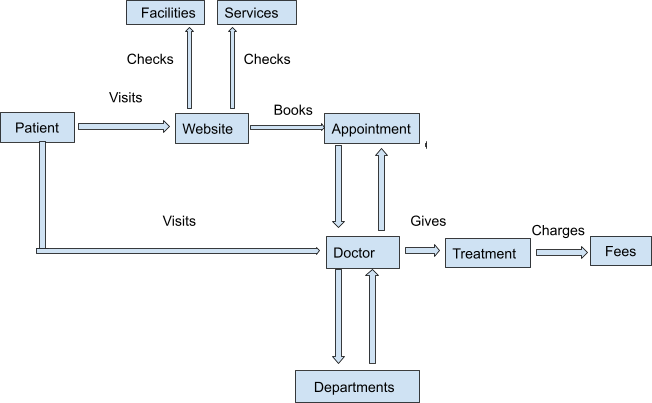 Facilities
Services
Checks
Checks
Visits
Books
Patient
Website
Appointment
Visits
Gives
Charges
Doctor
Treatment
Fees
Departments